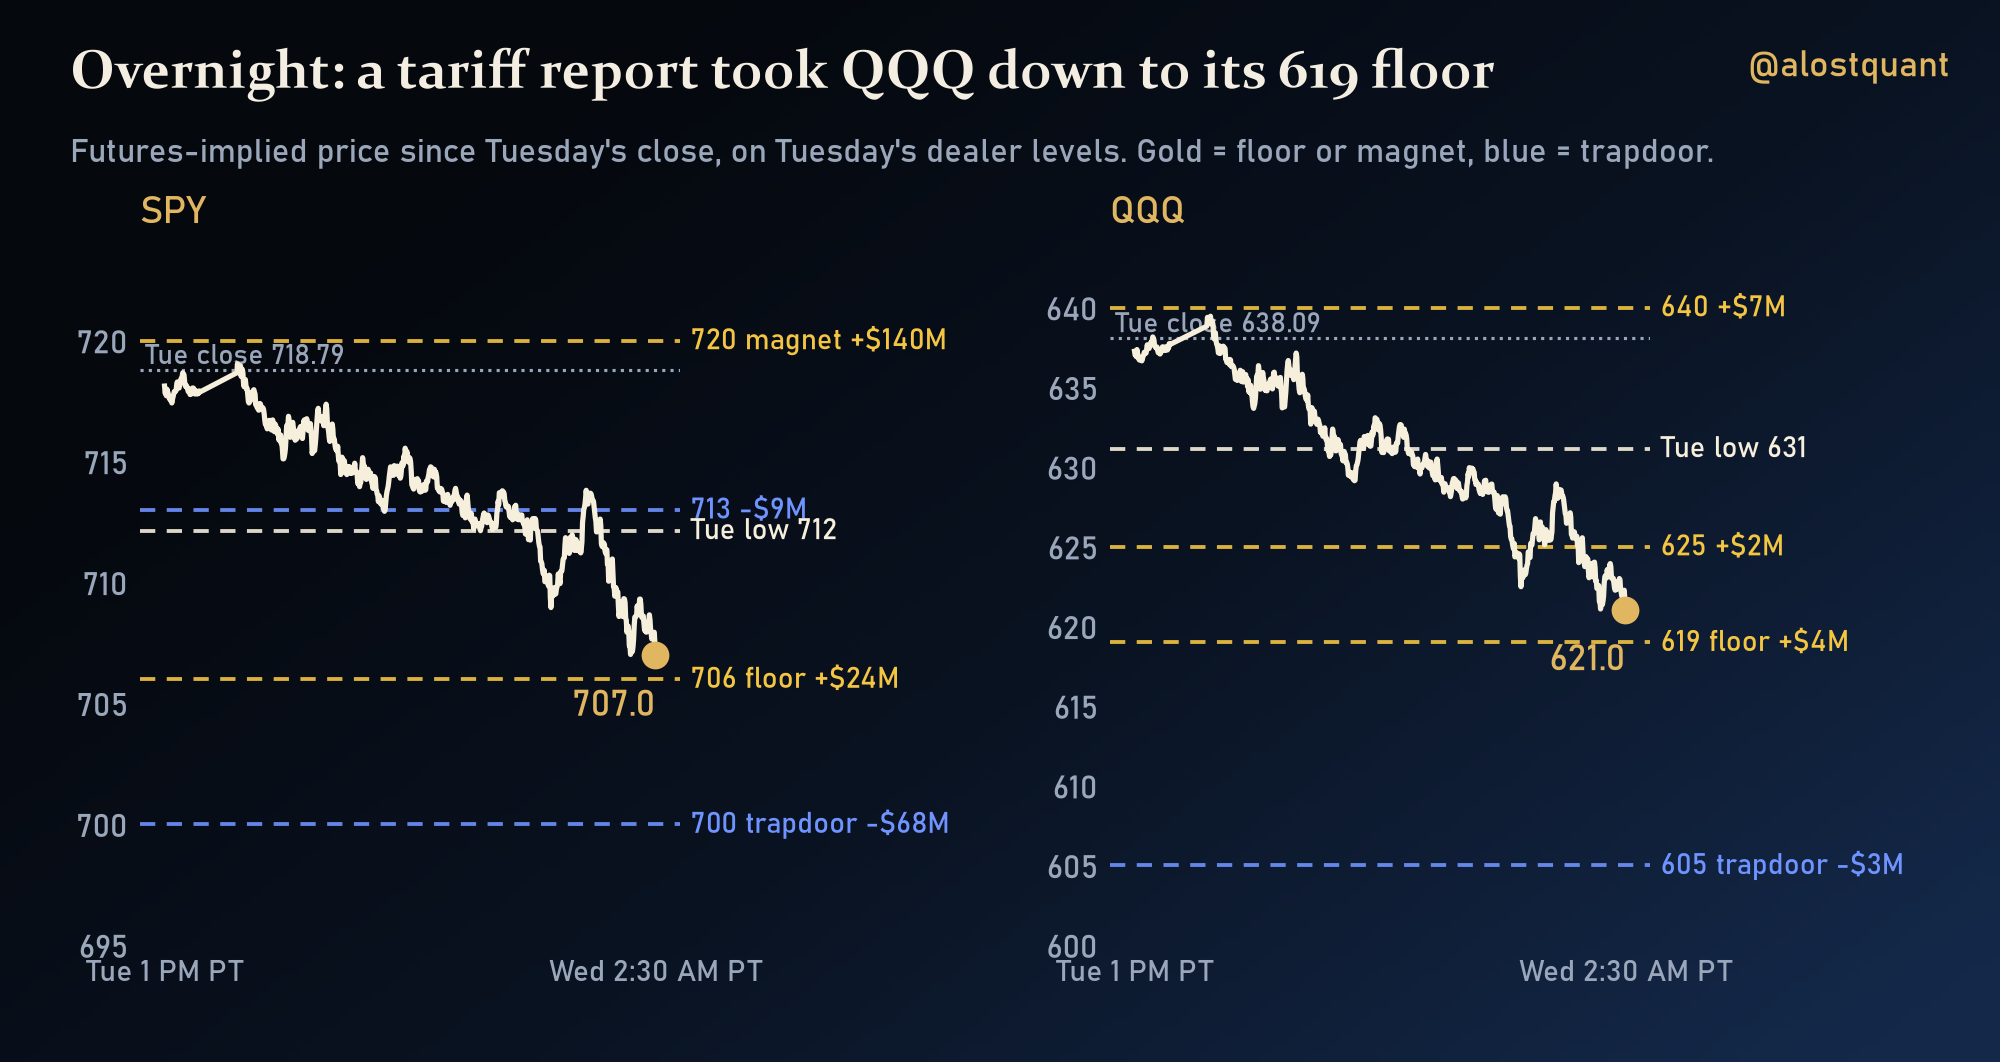 Overnight: a tariff report took QQQ down to its 619 floor
@alostquant
Futures-implied price since Tuesday's close, on Tuesday's dealer levels. Gold = floor or magnet, blue = trapdoor.
SPY
720
715
710
705
700
695
720 magnet +$140M
Tue close 718.79
713 -$9M
Tue low 712
706 floor +$24M
707.0
700 trapdoor -$68M
Tue 1 PM PT
Wed 2:30 AM PT
QQQ
640
635
630
625
620
615
610
605
600
640 +$7M
Tue close 638.09
Tue low 631
625 +$2M
619 floor +$4M
621.0
605 trapdoor -$3M
Tue 1 PM PT
Wed 2:30 AM PT